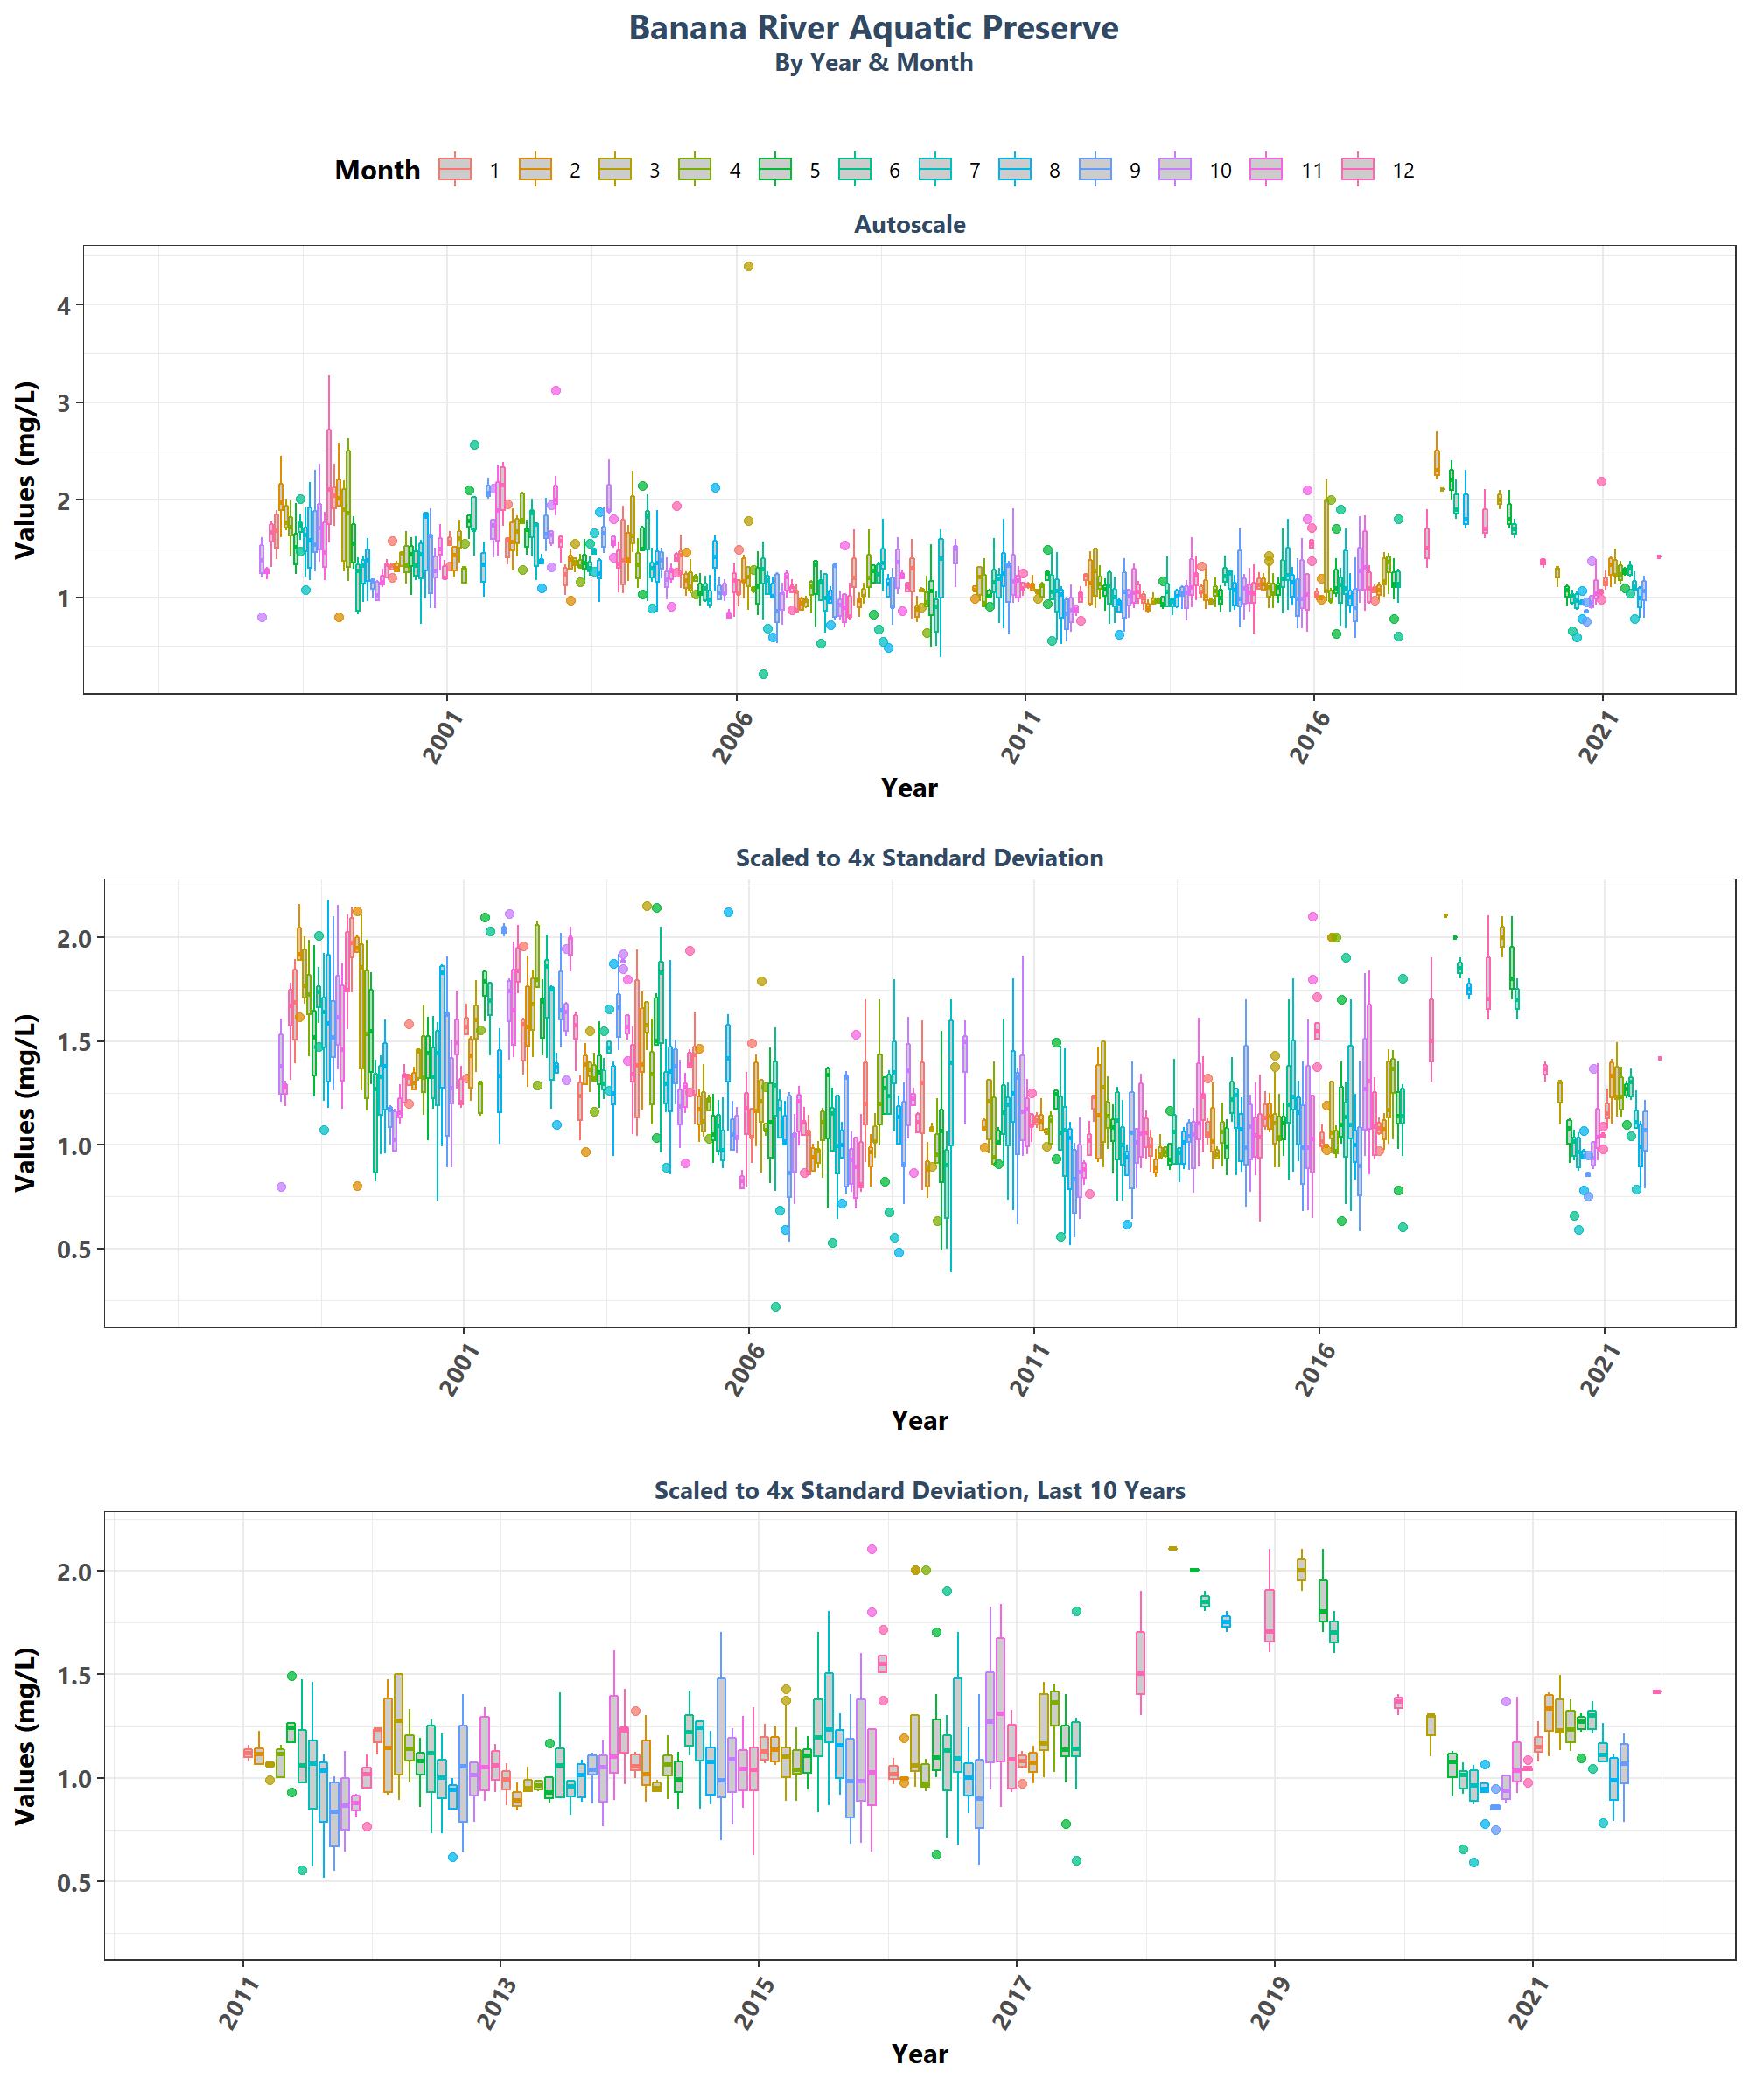 Banana River Aquatic Preserve
By Year & Month
Month 1 2 3 4 5 6 7 8 9 10 11 12
Autoscale
Values (mg/L)
4
3
2
1
2001 2006 2011 2016 2021
Year
Scaled to 4x Standard Deviation
Values (mg/L)
2.0
1.5
1.0
0.5
2001 2006 2011 2016 2021
Year
Scaled to 4x Standard Deviation, Last 10 Years
Values (mg/L)
2.0
1.5
1.0
0.5
2011 2013 2015 2017 2019 2021
Year